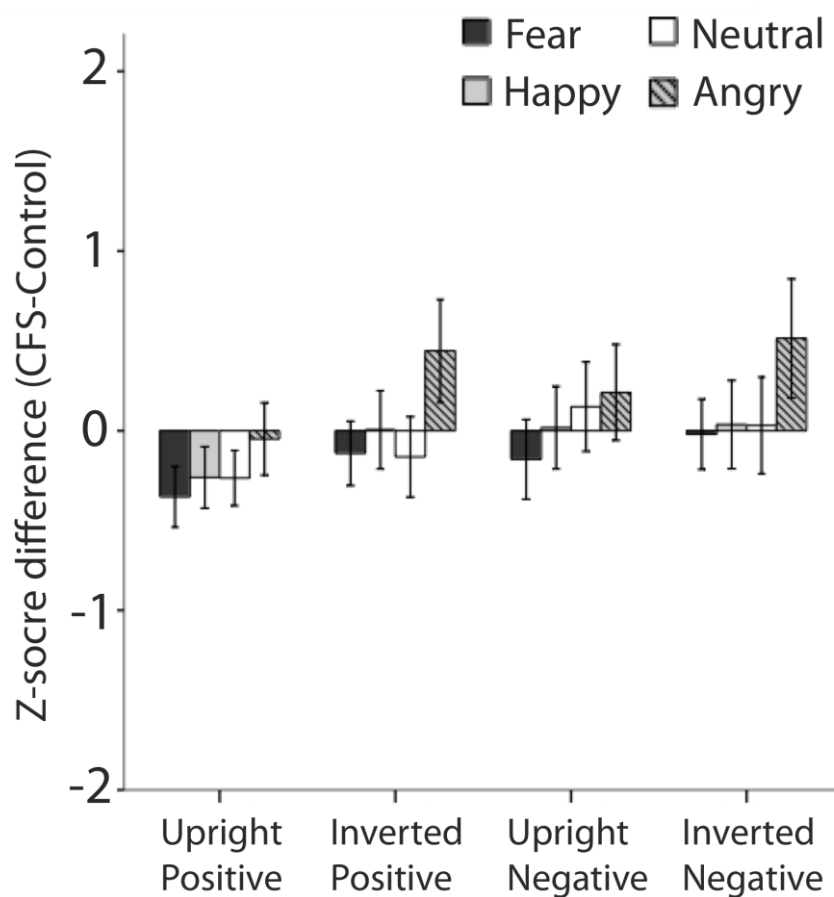 Fear Neutral
Happy Angry
Z-socre difference (CFS-Control)
2
1
0
-1
-2
Upright Positive
Inverted Positive
Upright Negative
Inverted Negative